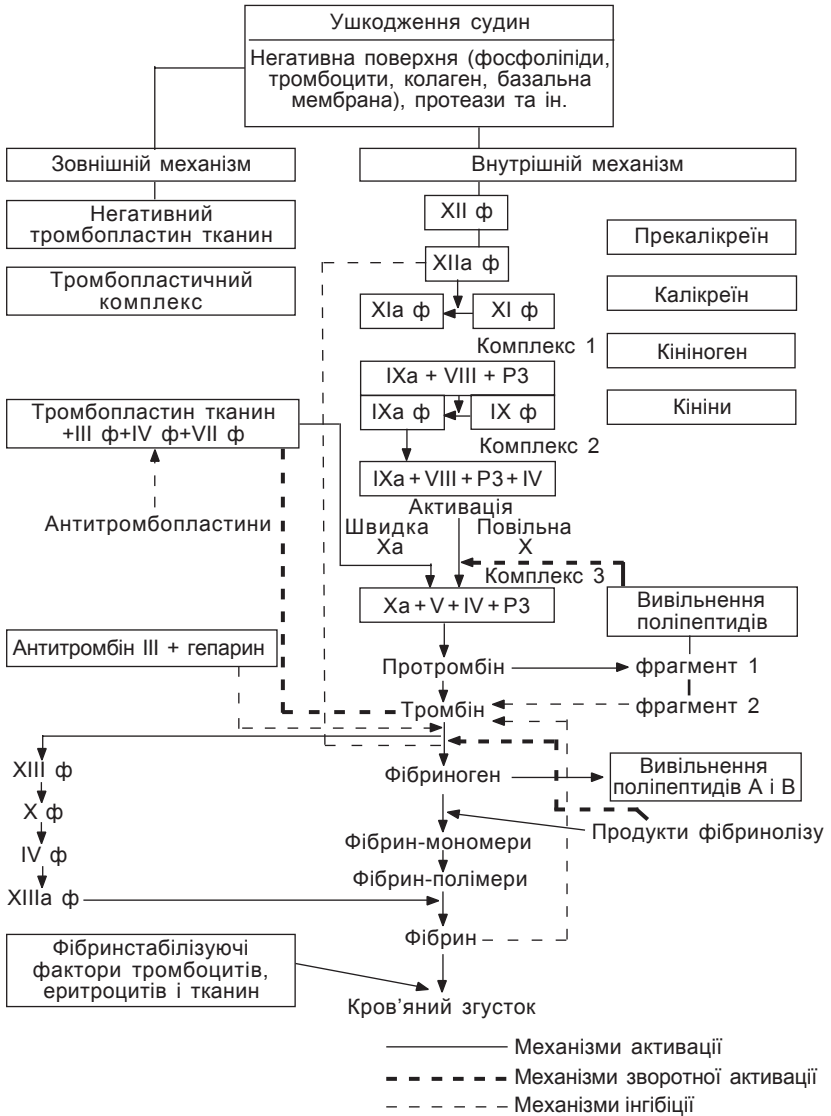 Ушкодження судин
Негативна поверхня (фосфоліпіди,
тромбоцити, колаген, базальна
мембрана), протеази та ін.
Зовнішній механізм
Внутрішній механізм
Негативний
тромбопластин тканин
XII ф
Прекалікреїн
XIIa ф
Тромбопластичний
комплекс
Калікреїн
XIa ф
XI ф
Комплекс 1
Кініноген
IXa + VIII + P3
Тромбопластин тканин
+III ф+IV ф+VII ф
IXa ф
IX ф
Кініни
Комплекс 2
IXa + VIII + P3 + IV
Активація
Антитромбопластини
Швидка
Xa
Повільна
X
Комплекс 3
Xa + V + IV + P3
Вивільнення
поліпептидів
Антитромбін III + гепарин
Протромбін
фрагмент 1
Тромбін
фрагмент 2
XIII ф
Фібриноген
Вивільнення
поліпептидів А і В
X ф
Продукти фібринолізу
IV ф
Фібрин-мономери
Фібрин-полімери
XIIIa ф
Фібрин
Фібринстабілізуючі
фактори тромбоцитів,
еритроцитів і тканин
Кров’яний згусток
Механізми активації
Механізми зворотної активації
Механізми інгібіції